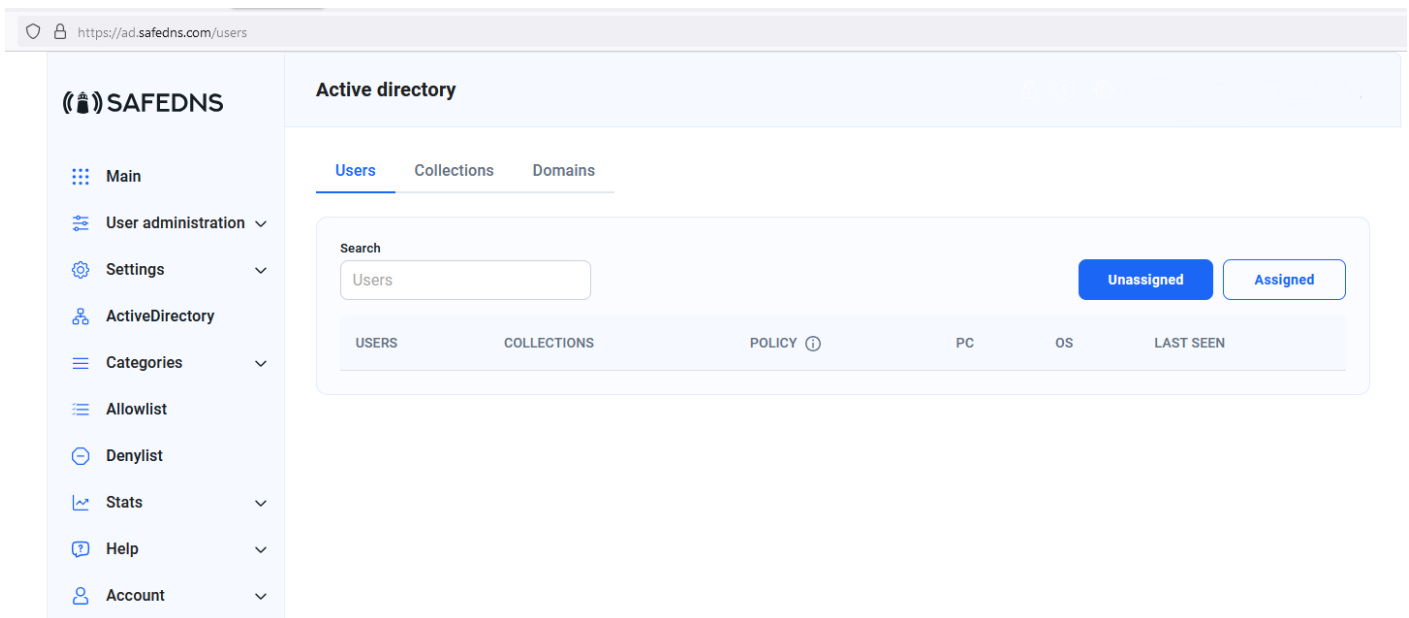 https://ad.safedns.com/users
SAFEDNS
Active directory
Main
User administration
Settings
ActiveDirectory
Categories
Allowlist
Denylist
Stats
Help
Account
Users Collections Domains
Search
Users
Unassigned Assigned
USERS COLLECTIONS POLICY PC OS LAST SEEN